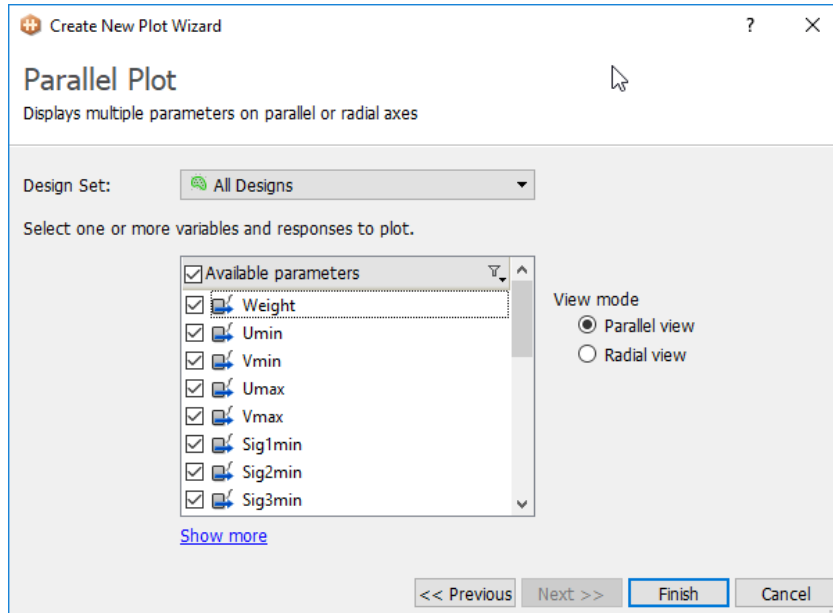 Create New Plot Wizard
?
Parallel Plot
Displays multiple parameters on parallel or radial axes
Design Set:
All Designs
Select one or more variables and responses to plot.
Available parameters
Weight
Umin
Vmin
Umax
Vmax
Sig1min
Sig2min
Sig3min
View mode
Parallel view
Radial view
Show more
<< Previous Next >> Finish Cancel